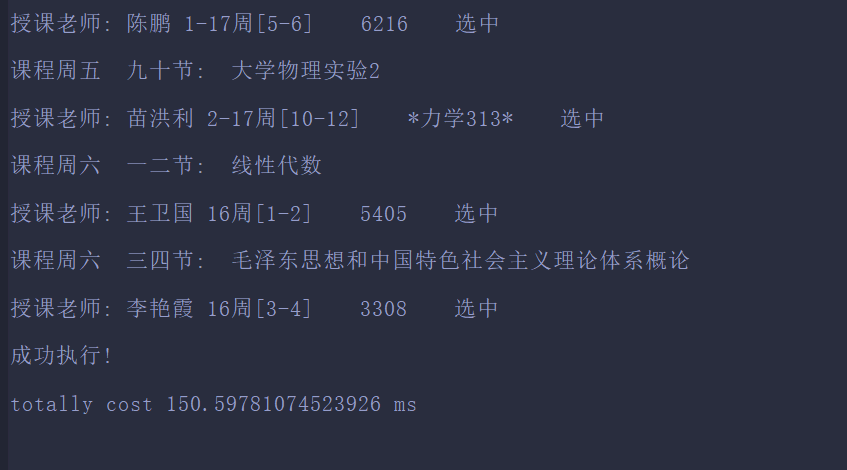 授课老师: 陈鹏 1-17周[5-6] 6216 选中
课程周五 九十节: 大学物理实验2
授课老师: 苗洪利 2-17周[10-12] *力学313* 选中
课程周六 一二节: 线性代数
授课老师: 王卫国 16周[1-2] 5405 选中
课程周六 三四节: 毛泽东思想和中国特色社会主义理论体系概论
授课老师: 李艳霞 16周[3-4] 3308 选中
成功执行!
totally cost 150.59781074523926 ms